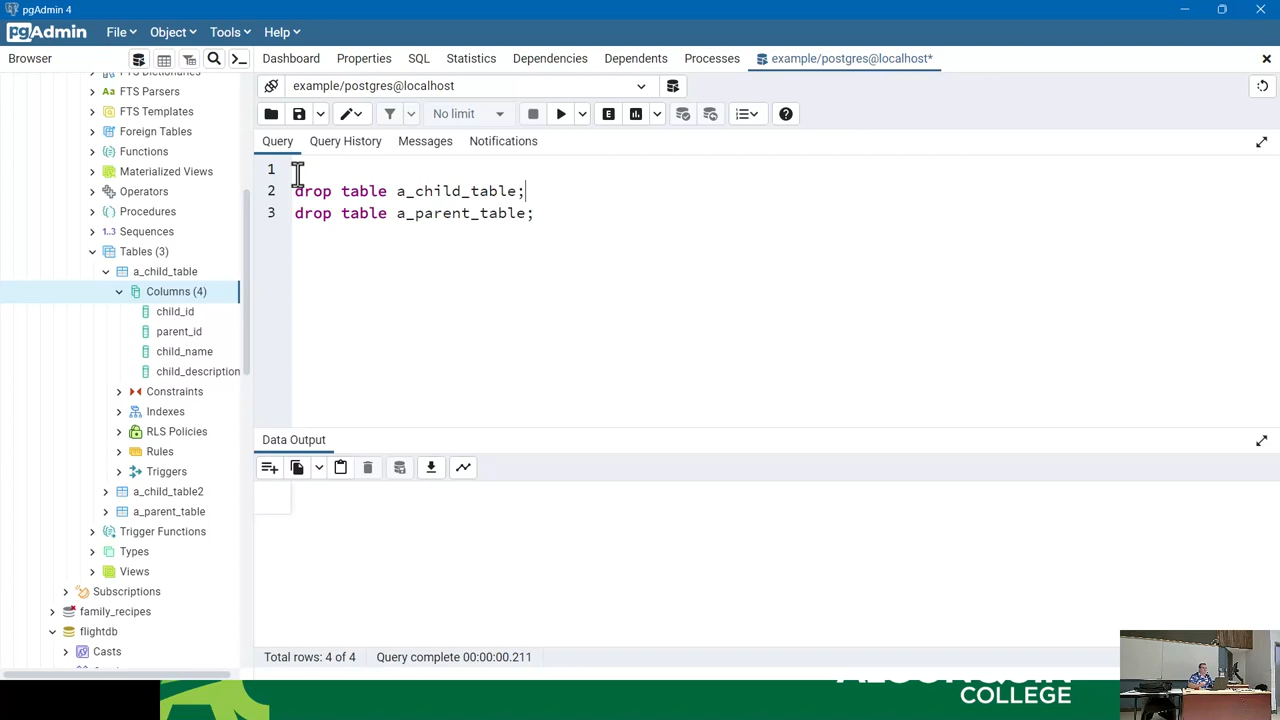 pgAdmin 4
pgAdmin File Object Tools Help
Browser
Dashboard Properties SQL Statistics Dependencies Dependents Processes example/postgres@localhost*
example/postgres@localhost
No limit
E
Query Query History Messages Notifications
1
2 drop table a_child_table;
3 drop table a_parent_table;
FTS Dictionaries
FTS Parsers
FTS Templates
Foreign Tables
Functions
Materialized Views
Operators
Procedures
1..3 Sequences
Tables (3)
a_child_table
Columns (4)
child_id
parent_id
child_name
child_description
Constraints
Indexes
RLS Policies
Rules
Triggers
a_child_table2
a_parent_table
Trigger Functions
Types
Views
Subscriptions
family_recipes
flightdb
Casts
Data Output
Total rows: 4 of 4 Query complete 00:00:00.211
ALGONQUIN
COLLEGE